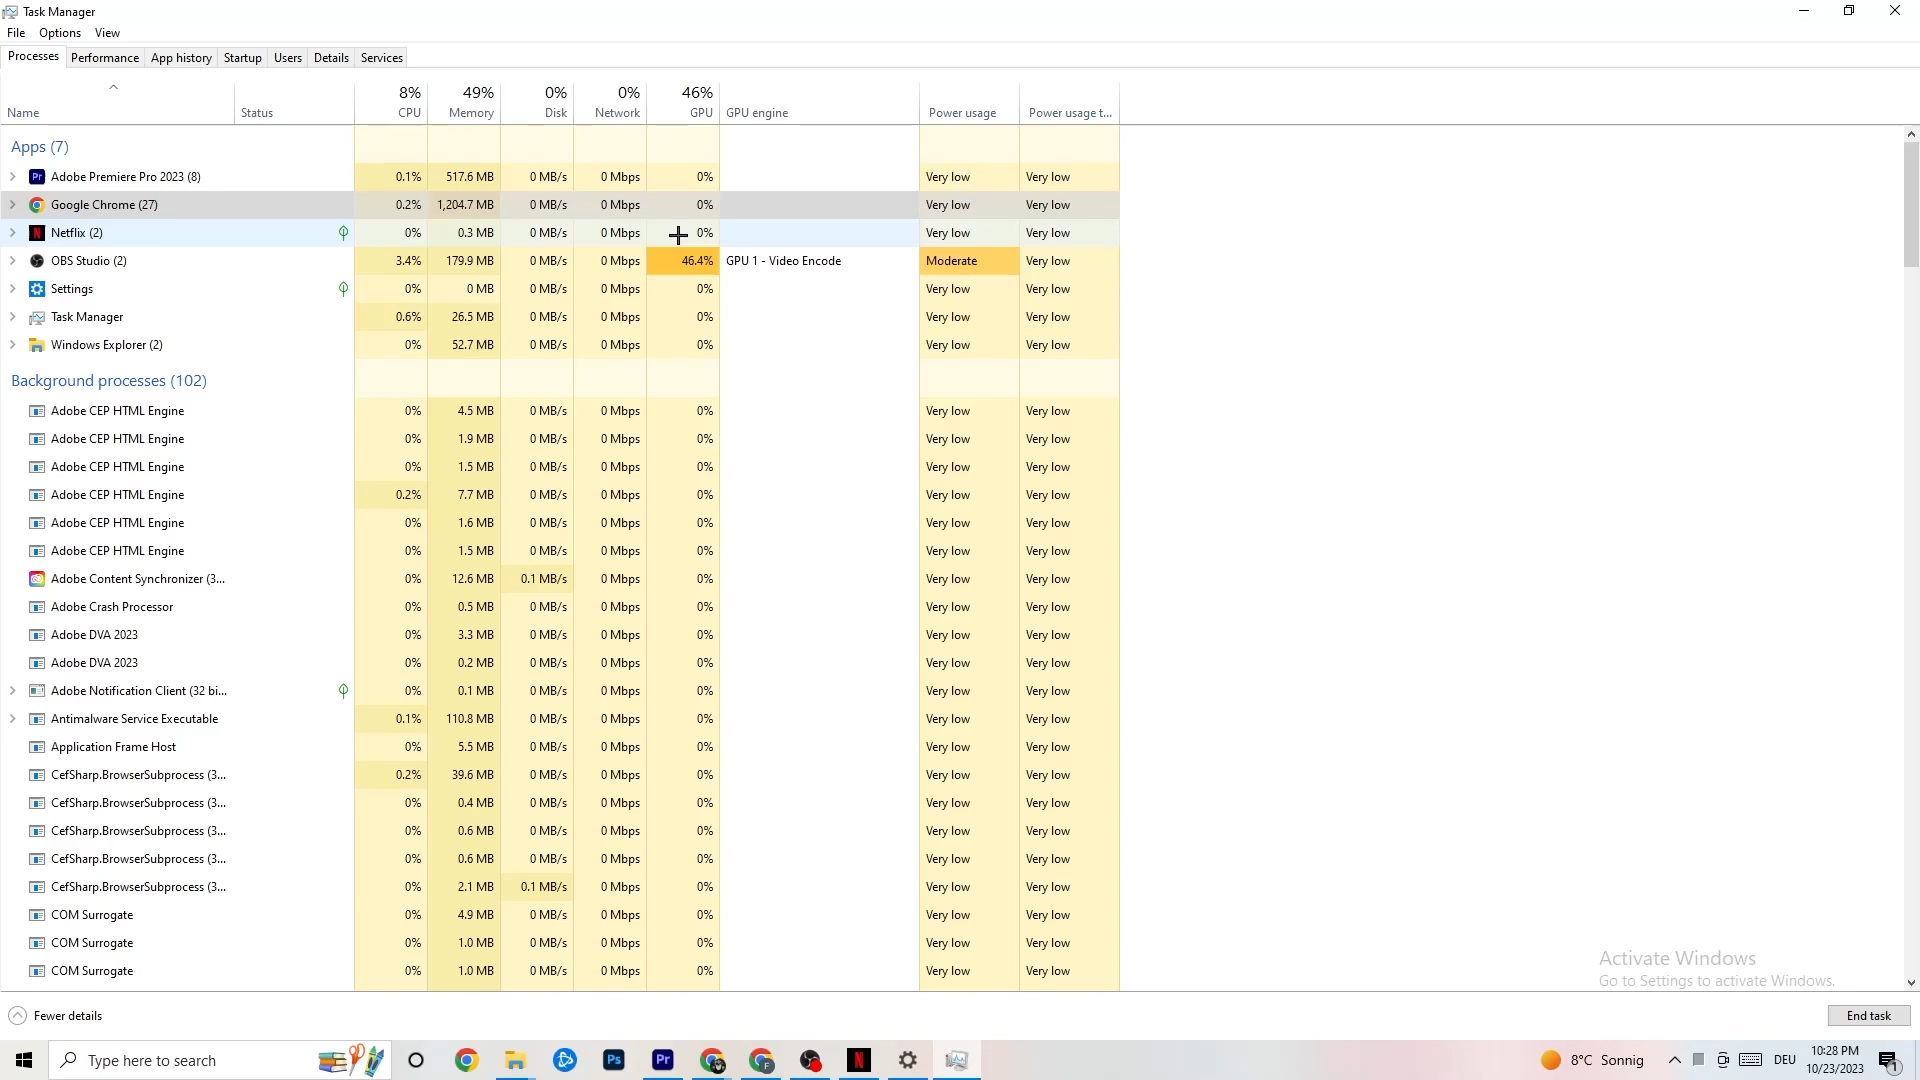 Task Manager
File Options View
Processes Performance App history Startup Users Details Services
8% 49% 0% 0% 46%
Name Status CPU Memory Disk Network GPU GPU engine Power usage Power usage t...
Apps (7)
Pr Adobe Premiere Pro 2023 (8) 0.1% 517.6 MB 0 MB/s 0 Mbps 0% Very low Very low
Google Chrome (27) 0.2% 1,204.7 MB 0 MB/s 0 Mbps 0% Very low Very low
N Netflix (2) 0% 0.3 MB 0 MB/s 0 Mbps 0% Very low Very low
OBS Studio (2) 3.4% 179.9 MB 0 MB/s 0 Mbps 46.4% GPU 1 - Video Encode Moderate Very low
Settings 0% 0 MB 0 MB/s 0 Mbps 0% Very low Very low
Task Manager 0.6% 26.5 MB 0 MB/s 0 Mbps 0% Very low Very low
Windows Explorer (2) 0% 52.7 MB 0 MB/s 0 Mbps 0% Very low Very low
Background processes (102)
Adobe CEP HTML Engine 0% 4.5 MB 0 MB/s 0 Mbps 0% Very low Very low
Adobe CEP HTML Engine 0% 1.9 MB 0 MB/s 0 Mbps 0% Very low Very low
Adobe CEP HTML Engine 0% 1.5 MB 0 MB/s 0 Mbps 0% Very low Very low
Adobe CEP HTML Engine 0.2% 7.7 MB 0 MB/s 0 Mbps 0% Very low Very low
Adobe CEP HTML Engine 0% 1.6 MB 0 MB/s 0 Mbps 0% Very low Very low
Adobe CEP HTML Engine 0% 1.5 MB 0 MB/s 0 Mbps 0% Very low Very low
Adobe Content Synchronizer (3... 0% 12.6 MB 0.1 MB/s 0 Mbps 0% Very low Very low
Adobe Crash Processor 0% 0.5 MB 0 MB/s 0 Mbps 0% Very low Very low
Adobe DVA 2023 0% 3.3 MB 0 MB/s 0 Mbps 0% Very low Very low
Adobe DVA 2023 0% 0.2 MB 0 MB/s 0 Mbps 0% Very low Very low
Adobe Notification Client (32 bi... 0% 0.1 MB 0 MB/s 0 Mbps 0% Very low Very low
Antimalware Service Executable 0.1% 110.8 MB 0 MB/s 0 Mbps 0% Very low Very low
Application Frame Host 0% 5.5 MB 0 MB/s 0 Mbps 0% Very low Very low
CefSharp.BrowserSubprocess (3... 0.2% 39.6 MB 0 MB/s 0 Mbps 0% Very low Very low
CefSharp.BrowserSubprocess (3... 0% 0.4 MB 0 MB/s 0 Mbps 0% Very low Very low
CefSharp.BrowserSubprocess (3... 0% 0.6 MB 0 MB/s 0 Mbps 0% Very low Very low
CefSharp.BrowserSubprocess (3... 0% 0.6 MB 0 MB/s 0 Mbps 0% Very low Very low
CefSharp.BrowserSubprocess (3... 0% 2.1 MB 0.1 MB/s 0 Mbps 0% Very low Very low
COM Surrogate 0% 4.9 MB 0 MB/s 0 Mbps 0% Very low Very low
COM Surrogate 0% 1.0 MB 0 MB/s 0 Mbps 0% Very low Very low
COM Surrogate 0% 1.0 MB 0 MB/s 0 Mbps 0% Very low Very low
Activate Windows
Go to Settings to activate Windows.
Fewer details End task
Type here to search Ps Pr F N 8°C Sonnig DEU 10:28 PM
10/23/2023 1